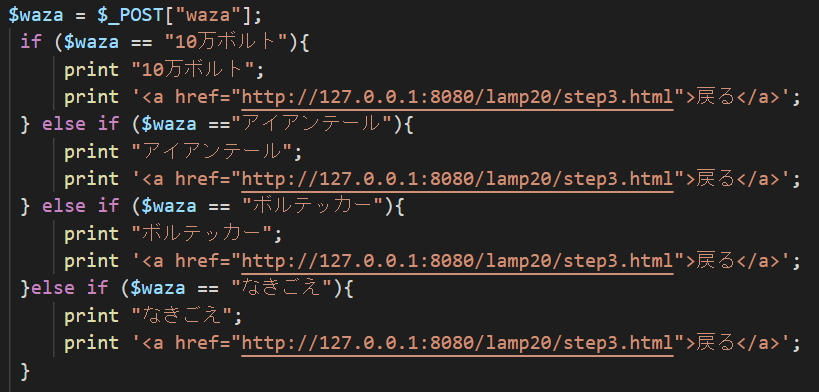 $waza = $_POST["waza"];
if ($waza == "10万ボルト"){
print "10万ボルト";
print '<a href="http://127.0.0.1:8080/lamp20/step3.html">戻る</a>';
} else if ($waza =="アイアンテール"){
print "アイアンテール";
print '<a href="http://127.0.0.1:8080/lamp20/step3.html">戻る</a>';
} else if ($waza == "ボルテッカー"){
print "ボルテッカー";
print '<a href="http://127.0.0.1:8080/lamp20/step3.html">戻る</a>';
}else if ($waza == "なきごえ"){
print "なきごえ";
print '<a href="http://127.0.0.1:8080/lamp20/step3.html">戻る</a>';
}